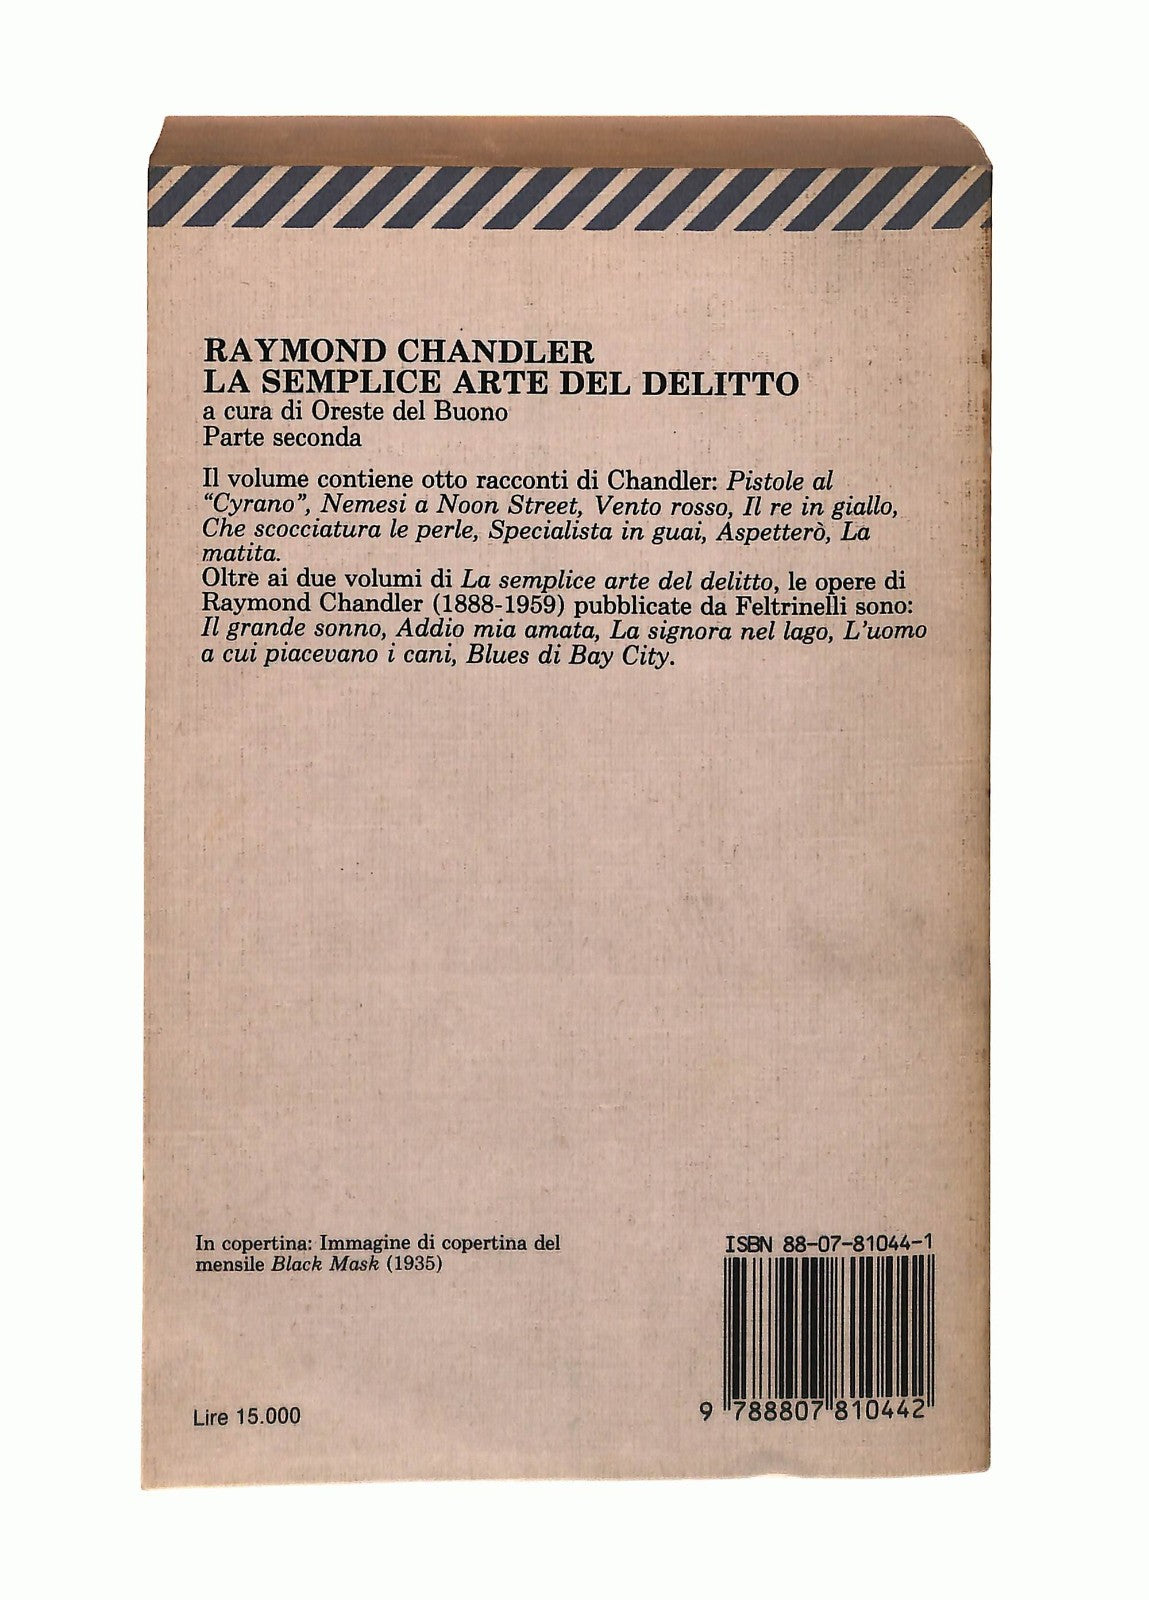 RAYMOND CHANDLER
LA SEMPLICE ARTE DEL DELITTO
a cura di Oreste del Buono
Parte seconda
Il volume contiene otto racconti di Chandler: Pistole al
“Cyrano”, Nemesi a Noon Street, Vento rosso, Il re in giallo,
Che scocciatura le perle, Specialista in guai, Aspetterò, La
matita.
Oltre ai due volumi di La semplice arte del delitto, le opere di
Raymond Chandler (1888-1959) pubblicate da Feltrinelli sono:
Il grande sonno, Addio mia amata, La signora nel lago, L’uomo
a cui piacevano i cani, Blues di Bay City.
In copertina: Immagine di copertina del
mensile Black Mask (1935)
ISBN 88-07-81044-1
9 788807 810442
Lire 15.000